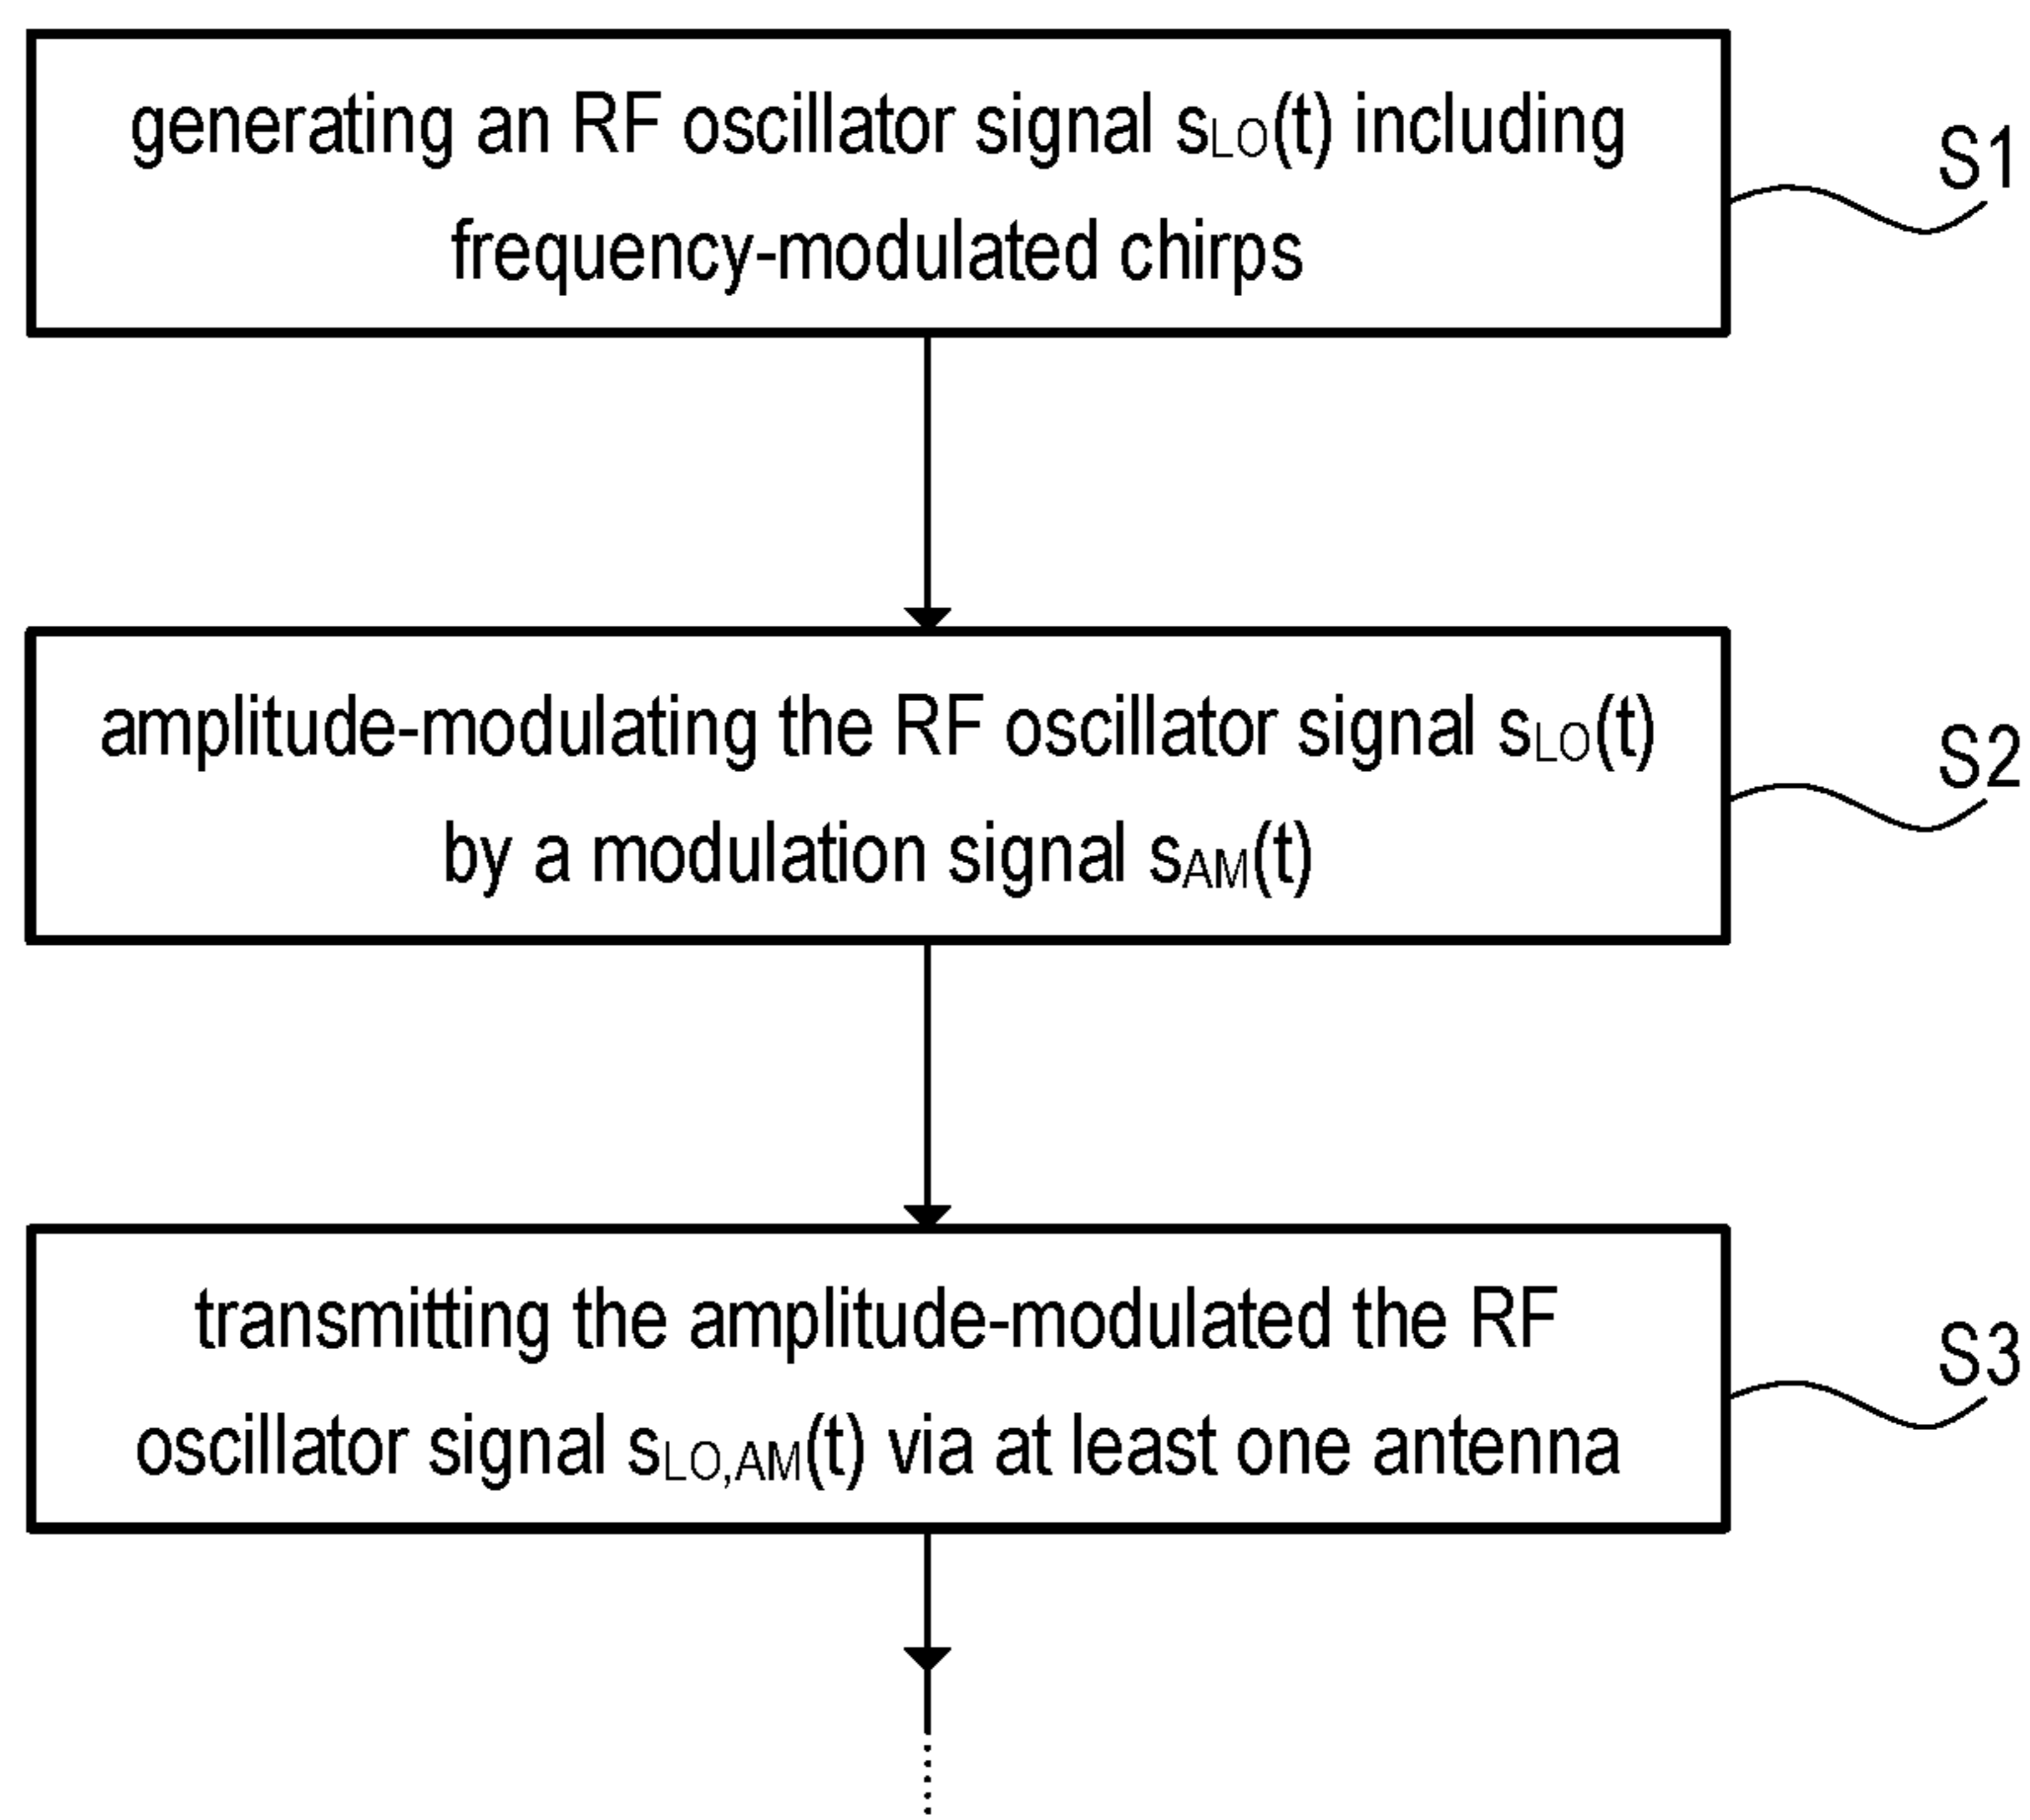 generating an RF oscillator signal sLO(t) including
frequency-modulated chirps
S1
amplitude-modulating the RF oscillator signal sLO(t)
by a modulation signal sAM(t)
S2
transmitting the amplitude-modulated the RF
oscillator signal sLO,AM(t) via at least one antenna
S3